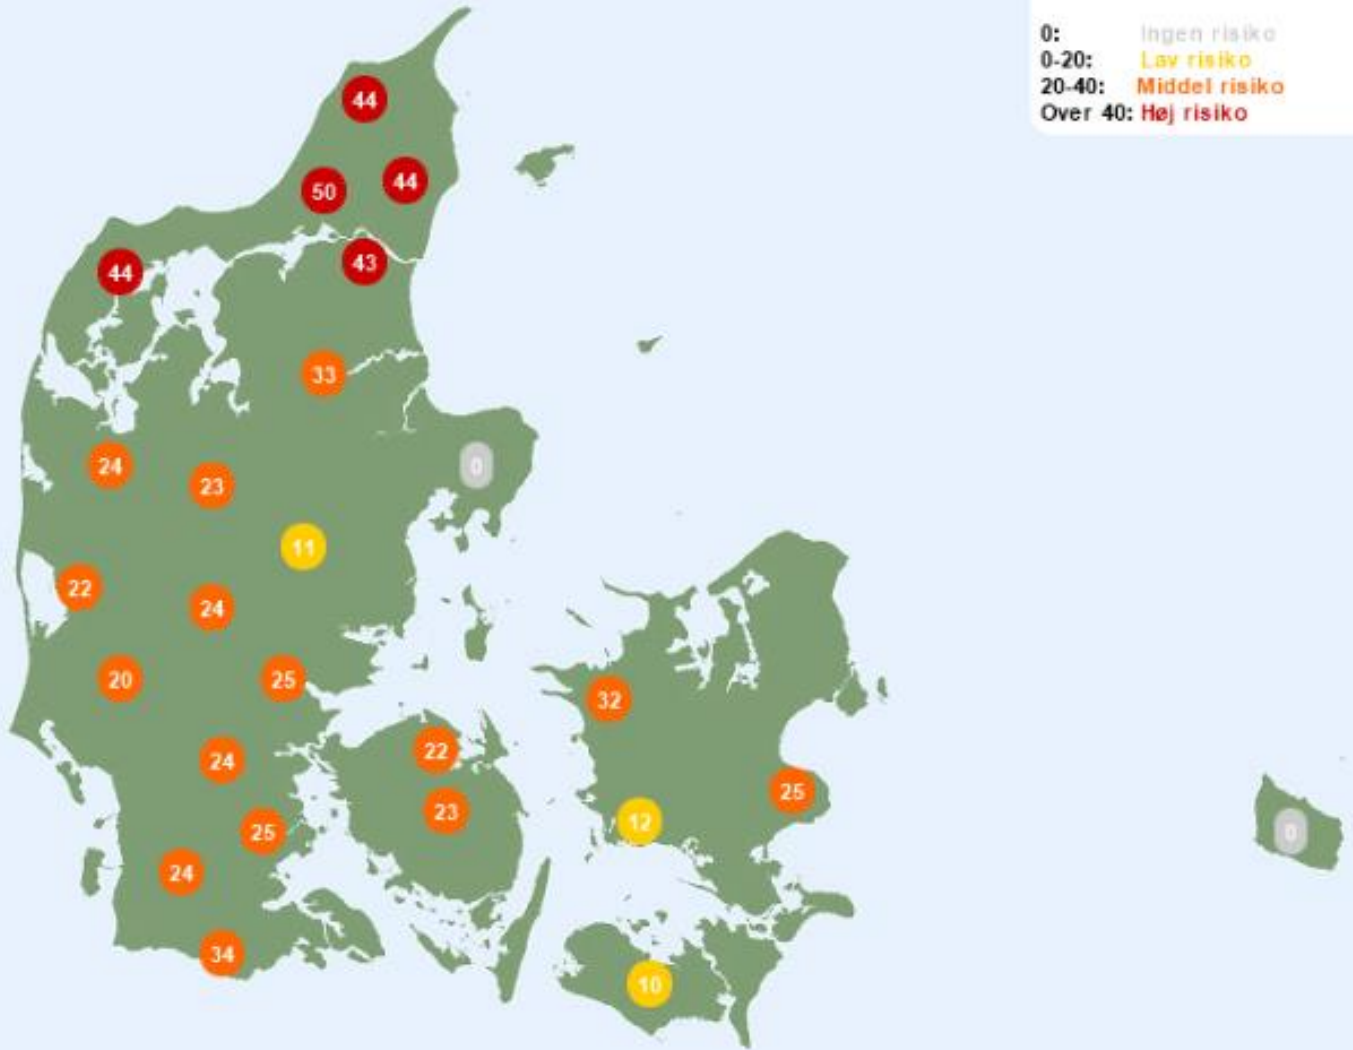 0: Ingen risiko
0-20: Lav risiko
20-40: Middel risiko
Over 40: Høj risiko
44
50 44
44 43
33
24 23 0
11
22 24
20 25 32
24 22
25 23 12 25 0
24
34 10